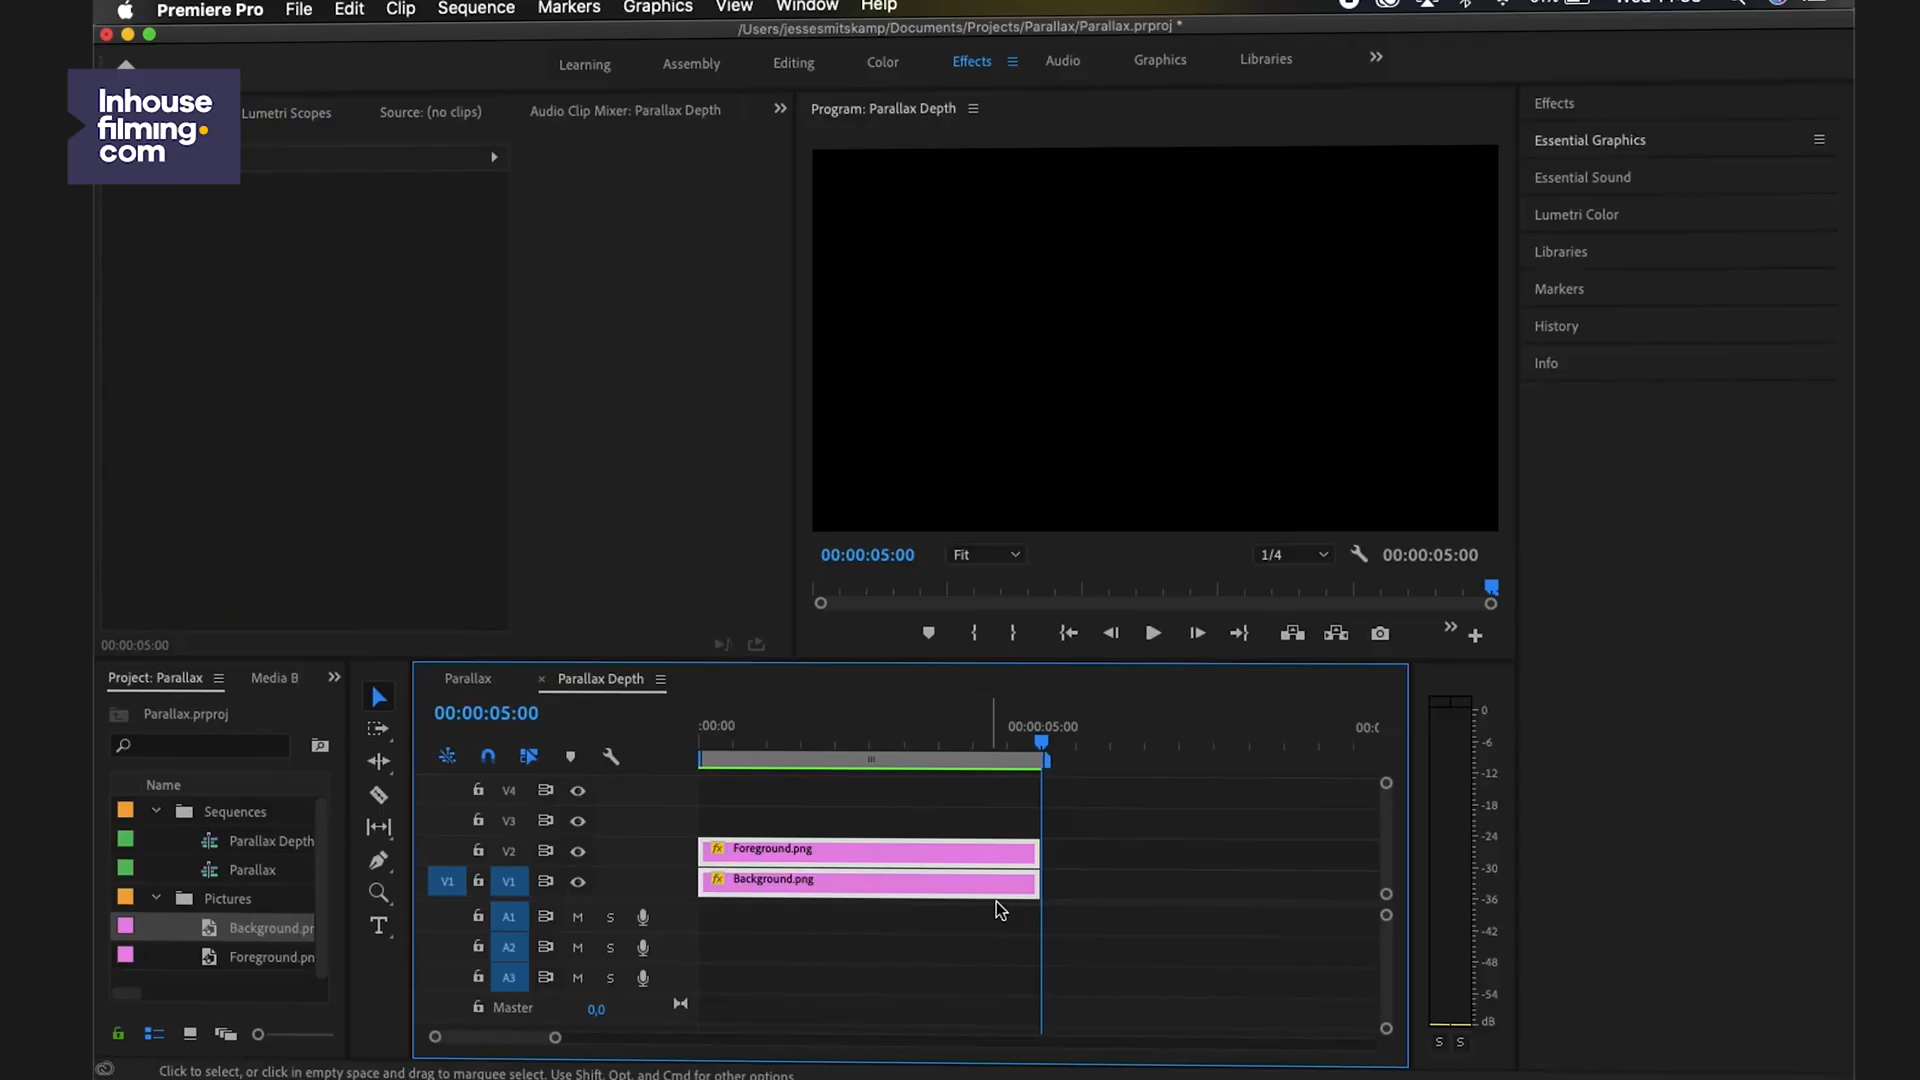 Premiere Pro File Edit Clip Sequence Markers Graphics View Window Help
/Users/jessesmitskamp/Documents/Projects/Parallax/Parallax.prproj *
Learning Assembly Editing Color Effects Audio Graphics Libraries
Inhouse
filming.
com
Lumetri Scopes Source: (no clips) Audio Clip Mixer: Parallax Depth
Program: Parallax Depth
Effects
Essential Graphics
Essential Sound
Lumetri Color
Libraries
Markers
History
Info
00:00:05:00 Fit 1/4 00:00:05:00
00:00:05:00
Project: Parallax Media B
Parallax.prproj
Name
Sequences
Parallax Depth
Parallax
Pictures
Background.pr
Foreground.pn
Parallax × Parallax Depth
00:00:05:00
:00:00 00:00:05:00 00:0
V4
V3
V2 fx Foreground.png
V1 V1 fx Background.png
A1 M S
A2 M S
A3 M S
Master 0,0
0
-6
-12
-18
-24
-30
-36
-42
-48
-54
dB
S S
Click to select, or click in empty space and drag to marquee select. Use Shift, Opt, and Cmd for other options.